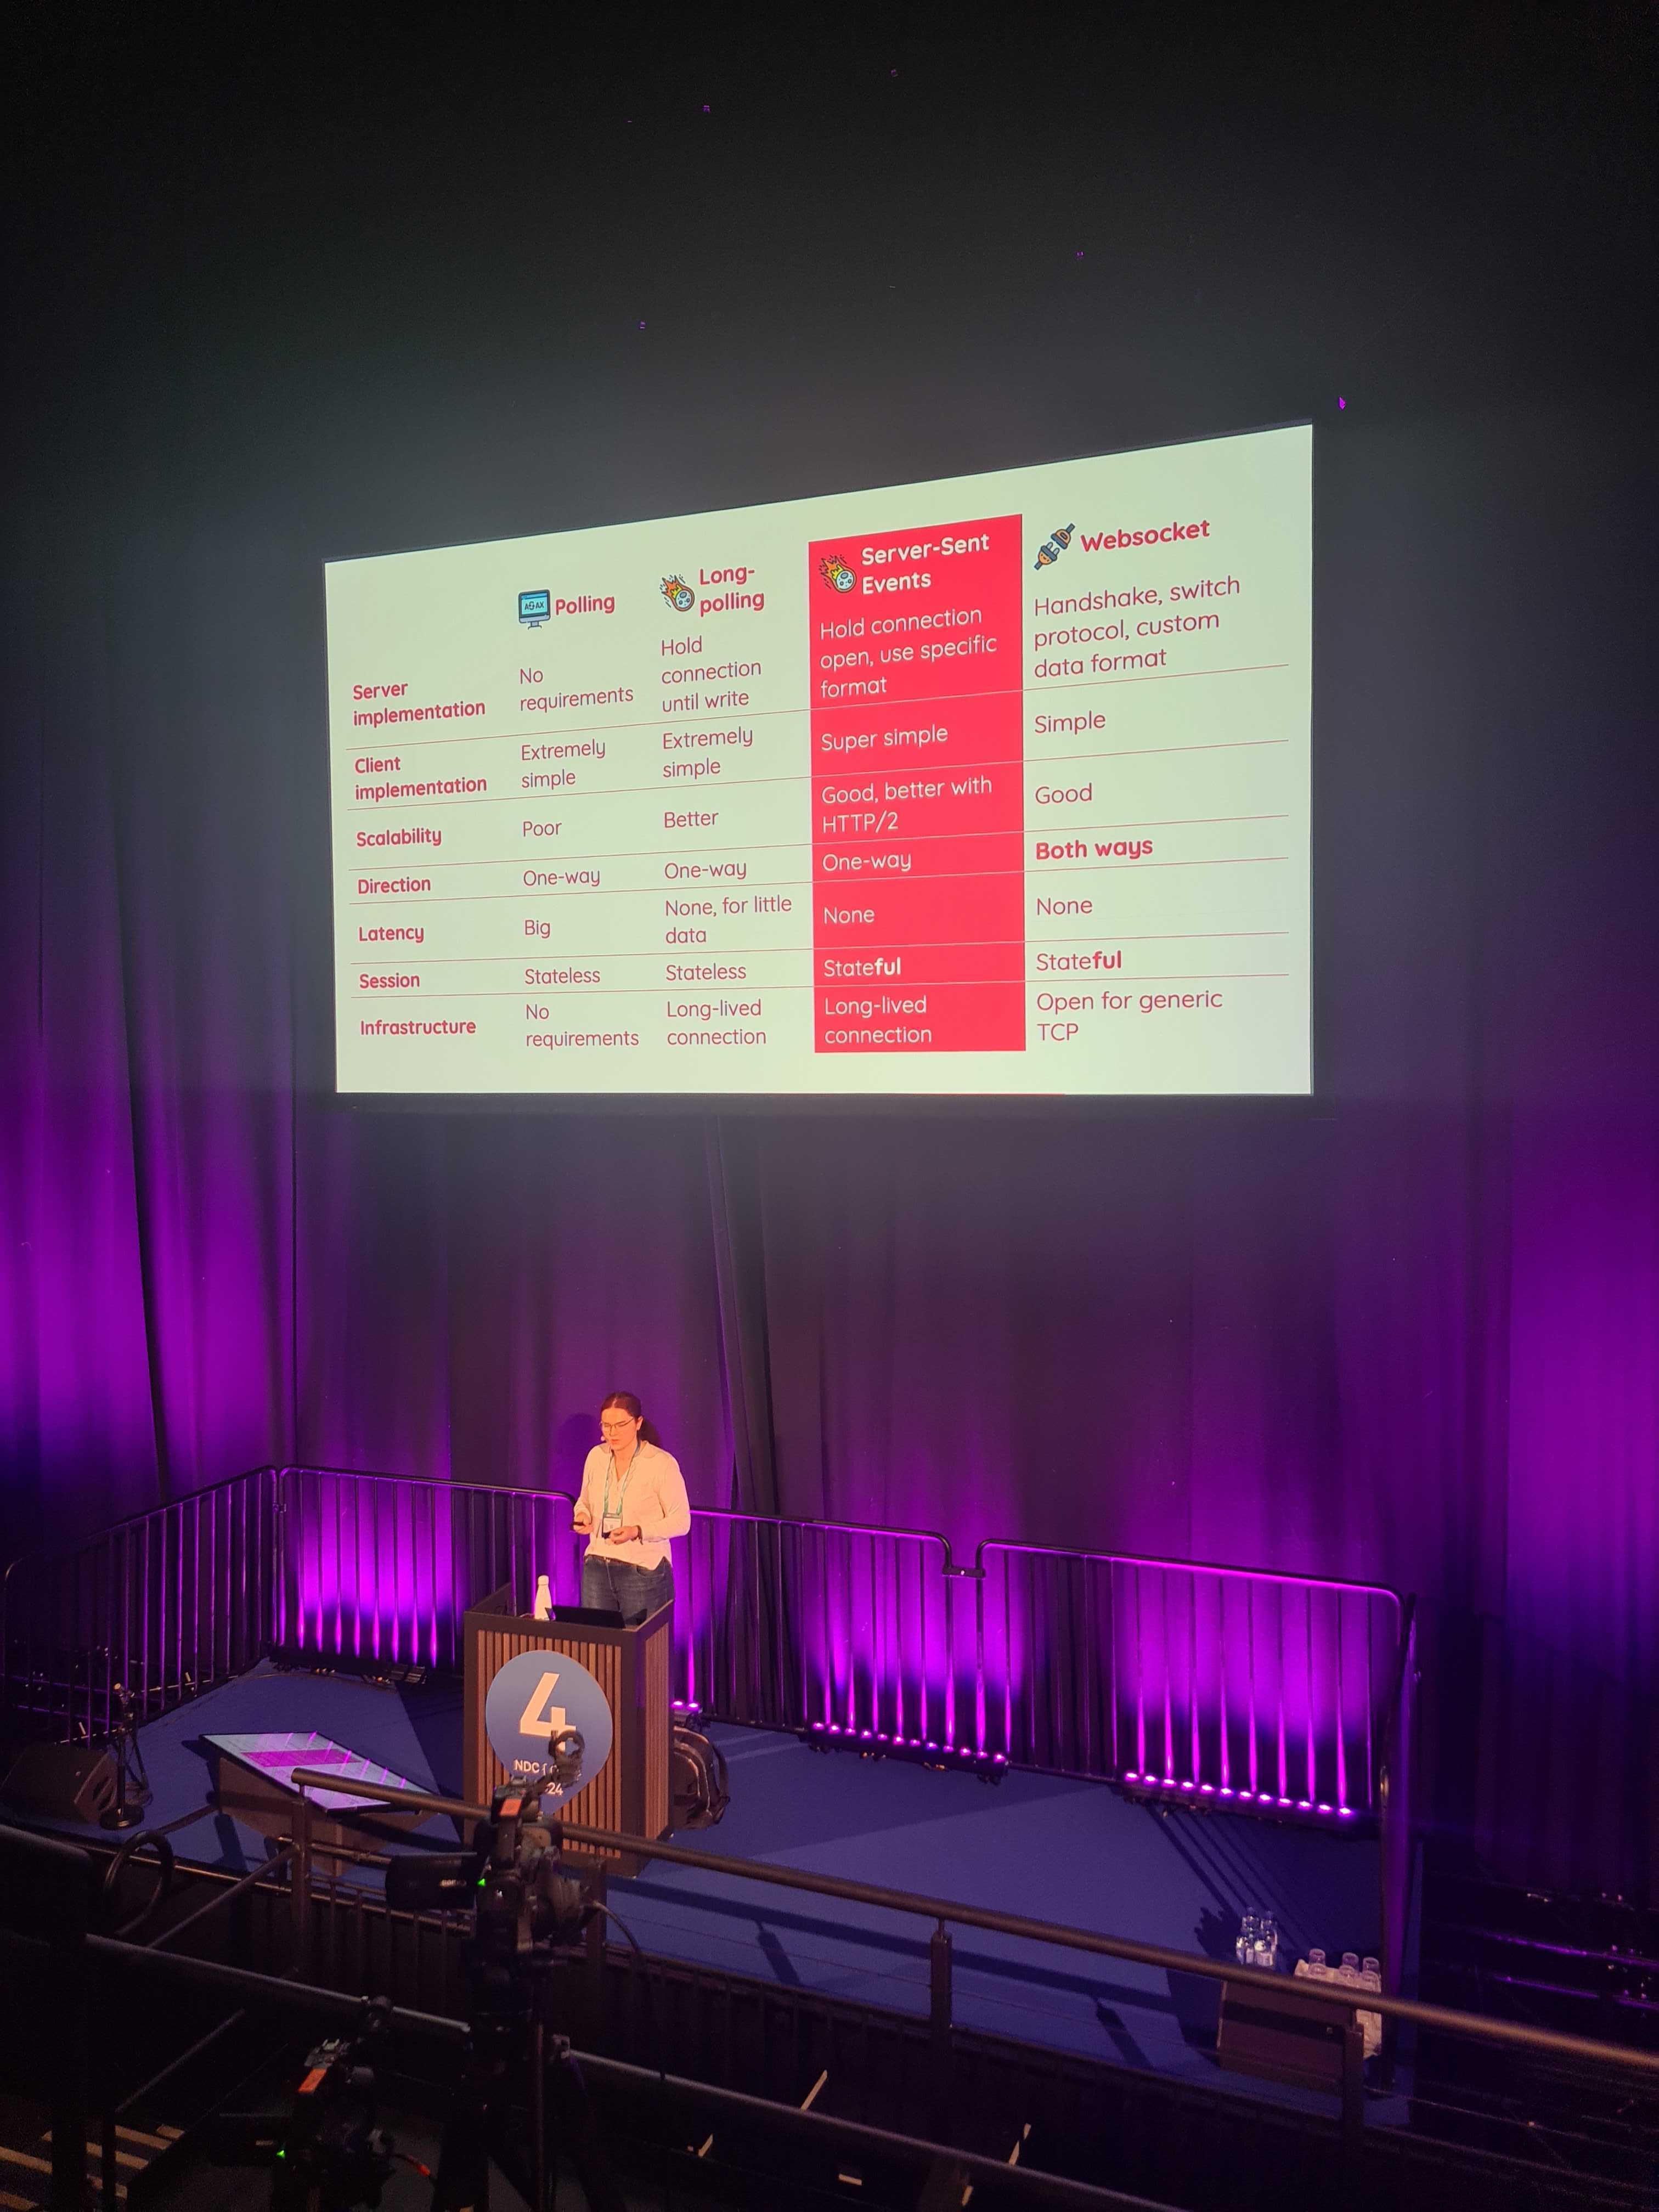 AJAX Polling
Long-
polling
Server-Sent
Events
Websocket
Server
implementation
No
requirements
Hold
connection
until write
Hold connection
open, use specific
format
Handshake, switch
protocol, custom
data format
Client
implementation
Extremely
simple
Extremely
simple
Super simple
Simple
Scalability
Poor
Better
Good, better with
HTTP/2
Good
Direction
One-way
One-way
One-way
Both ways
Latency
Big
None, for little
data
None
None
Session
Stateless
Stateless
Stateful
Stateful
Infrastructure
No
requirements
Long-lived
connection
Long-lived
connection
Open for generic
TCP
4
NDC {
24